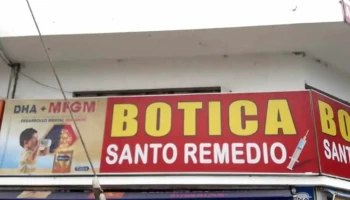 DHA + MFGM
BOTICA
SANTO REMEDIO
BO
SANT